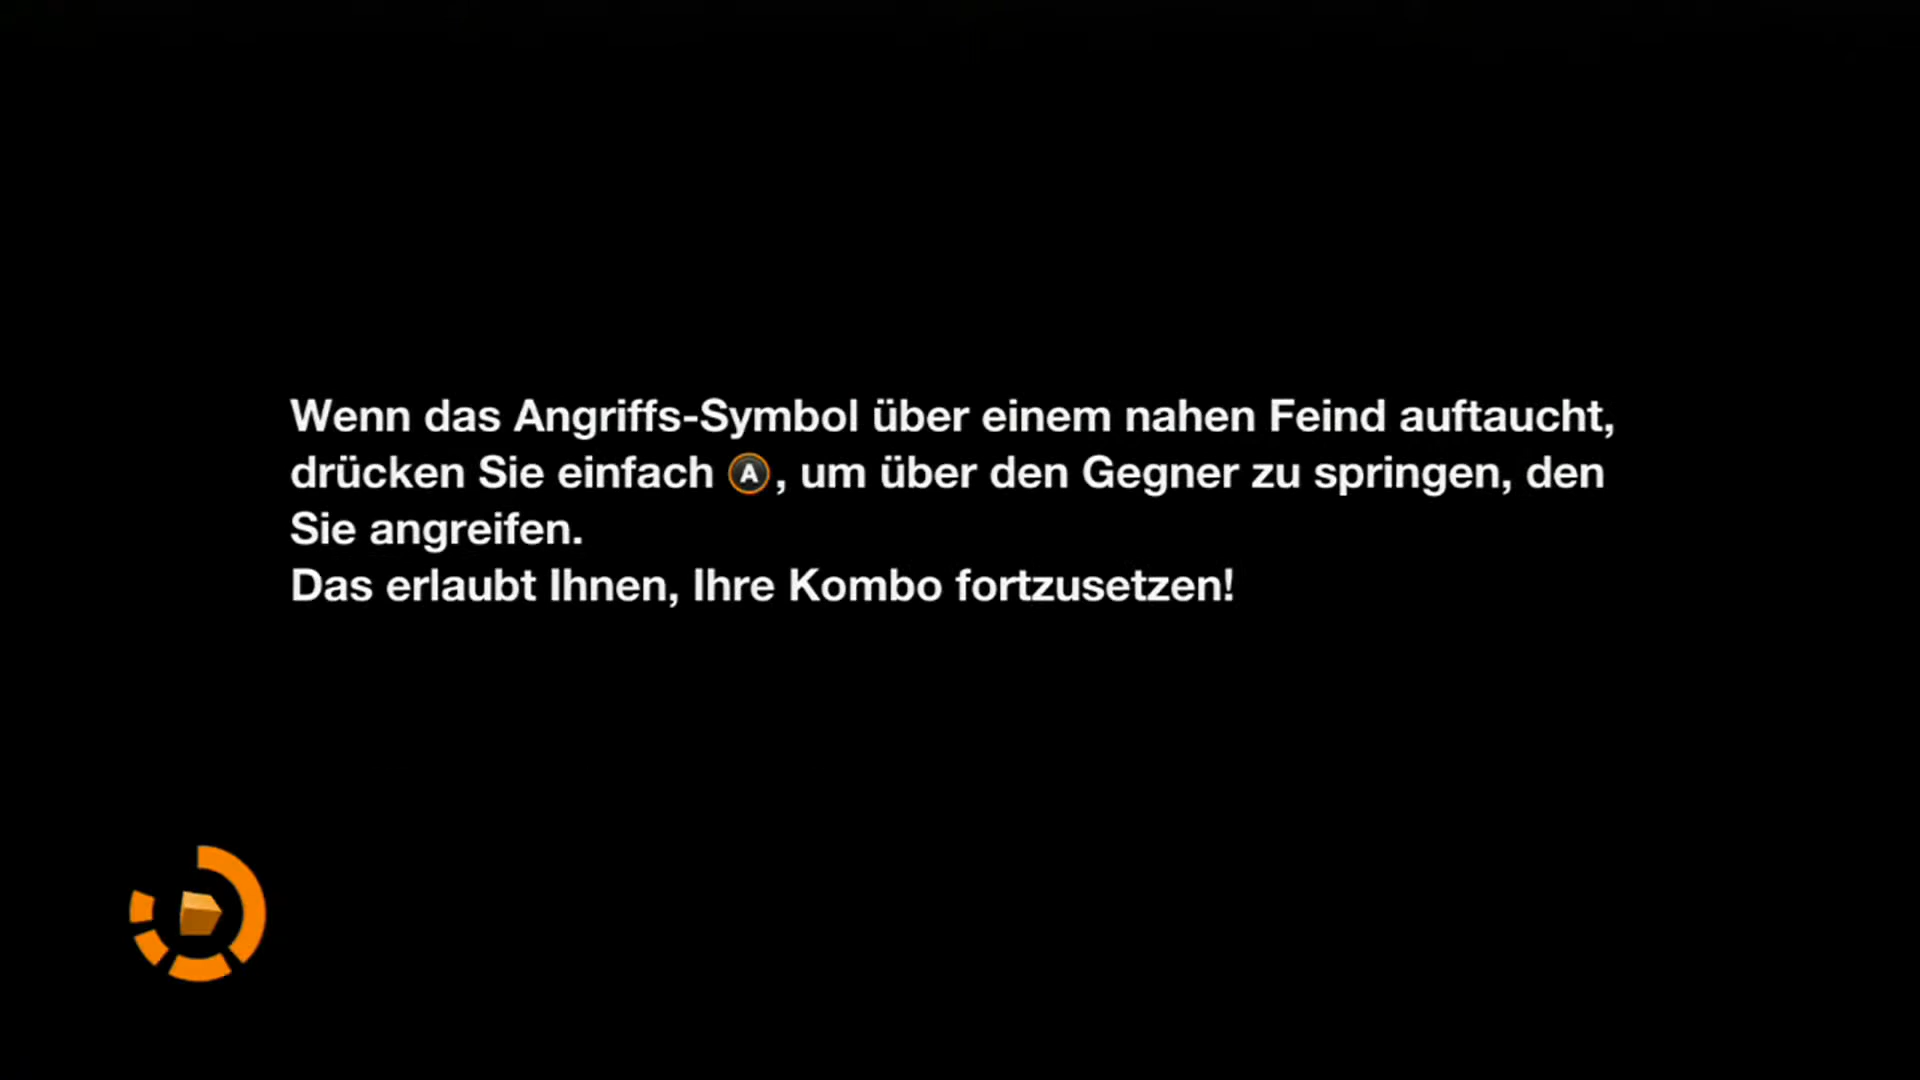 Wenn das Angriffs-Symbol über einem nahen Feind auftaucht,
drücken Sie einfach A, um über den Gegner zu springen, den
Sie angreifen.
Das erlaubt Ihnen, Ihre Kombo fortzusetzen!